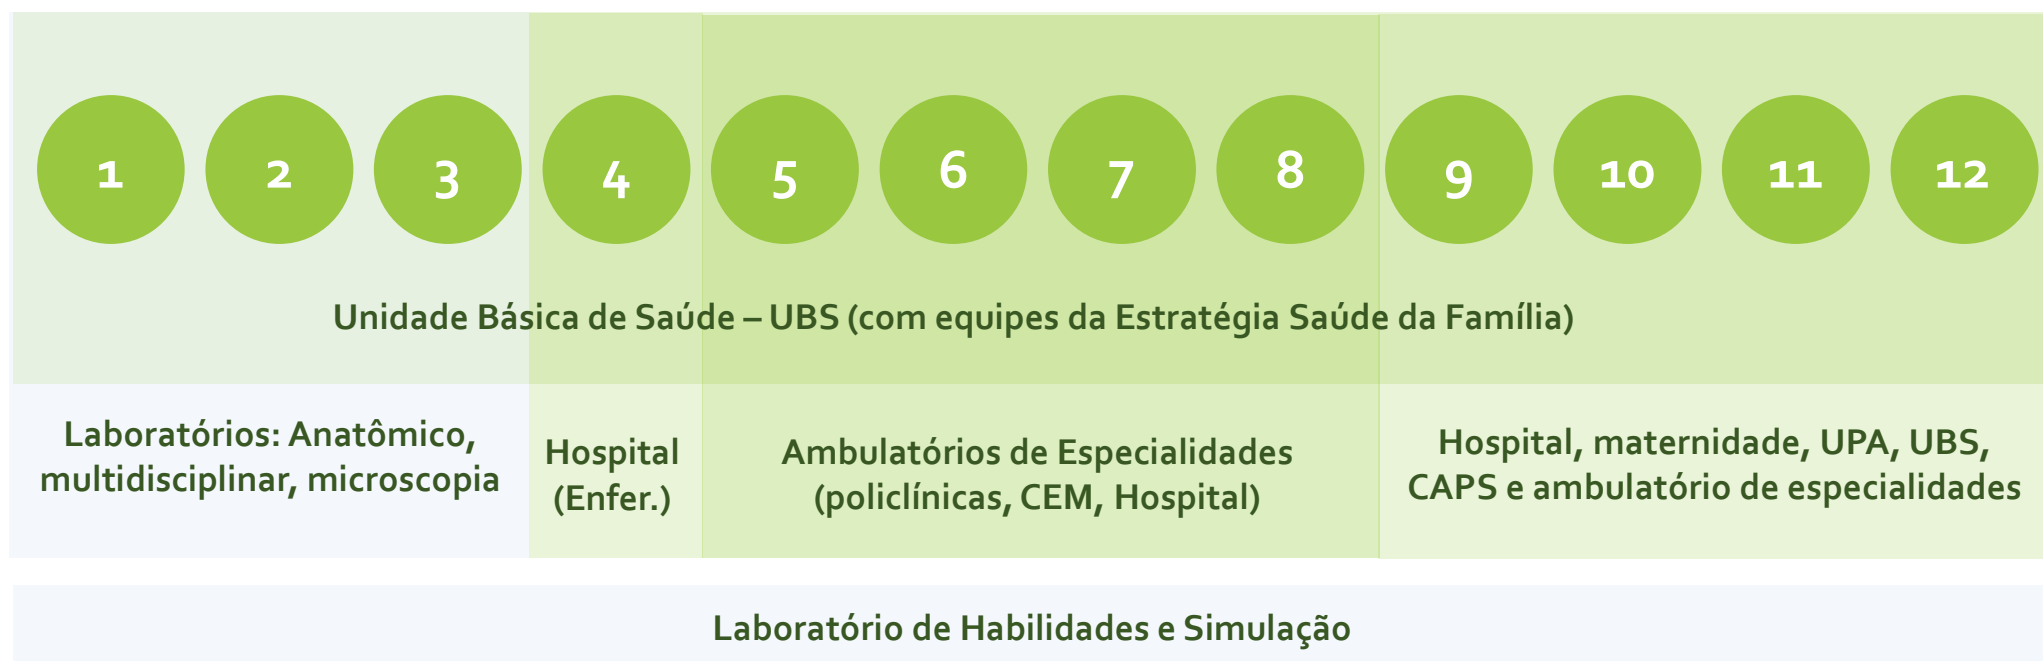 1 2 3 4 5 6 7 8 9 10 11 12
Unidade Básica de Saúde – UBS (com equipes da Estratégia Saúde da Família)
Laboratórios: Anatômico,
multidisciplinar, microscopia
Hospital
(Enfer.)
Ambulatórios de Especialidades
(policlínicas, CEM, Hospital)
Hospital, maternidade, UPA, UBS,
CAPS e ambulatório de especialidades
Laboratório de Habilidades e Simulação